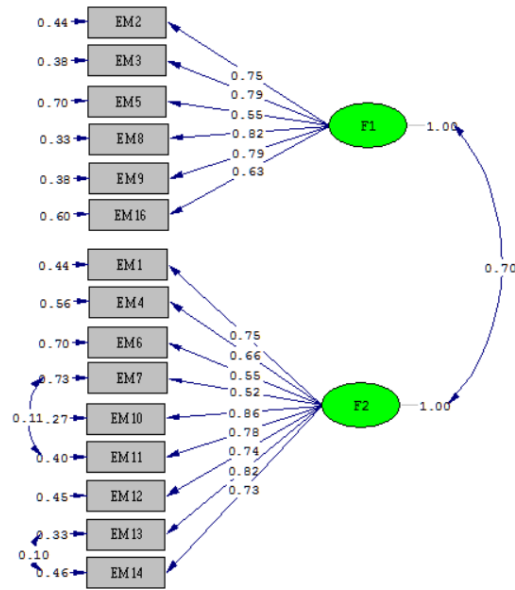 0.44 EM2
0.75
0.38 EM3
0.79
0.70 EM5
0.55
0.33 EM8
0.82
F1 1.00
0.38 EM9
0.79
0.60 EM16
0.63
0.70
0.44 EM1
0.75
0.56 EM4
0.66
0.70 EM6
0.55
0.73 EM7
0.52
F2 1.00
0.11 .27 EM10
0.86
0.40 EM11
0.78
0.45 EM12
0.74
0.33 EM13
0.82
0.10
0.46 EM14
0.73